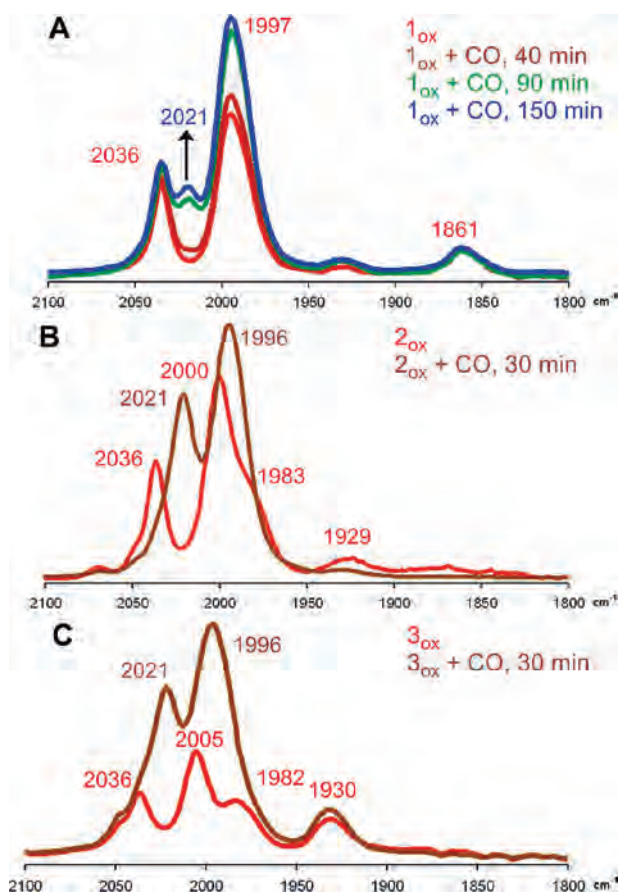 A
1997
1ox
1ox + CO, 40 min
1ox + CO, 90 min
1ox + CO, 150 min
2021
2036
1861
2100 2050 2000 1950 1900 1850 1800 cm⁻¹
B
1996
2ox
2ox + CO, 30 min
2000
2021
2036
1983
1929
2100 2050 2000 1950 1900 1850 1800 cm⁻¹
C
1996
3ox
3ox + CO, 30 min
2021
2005
2036
1982
1930
2100 2050 2000 1950 1900 1850 1800 cm⁻¹